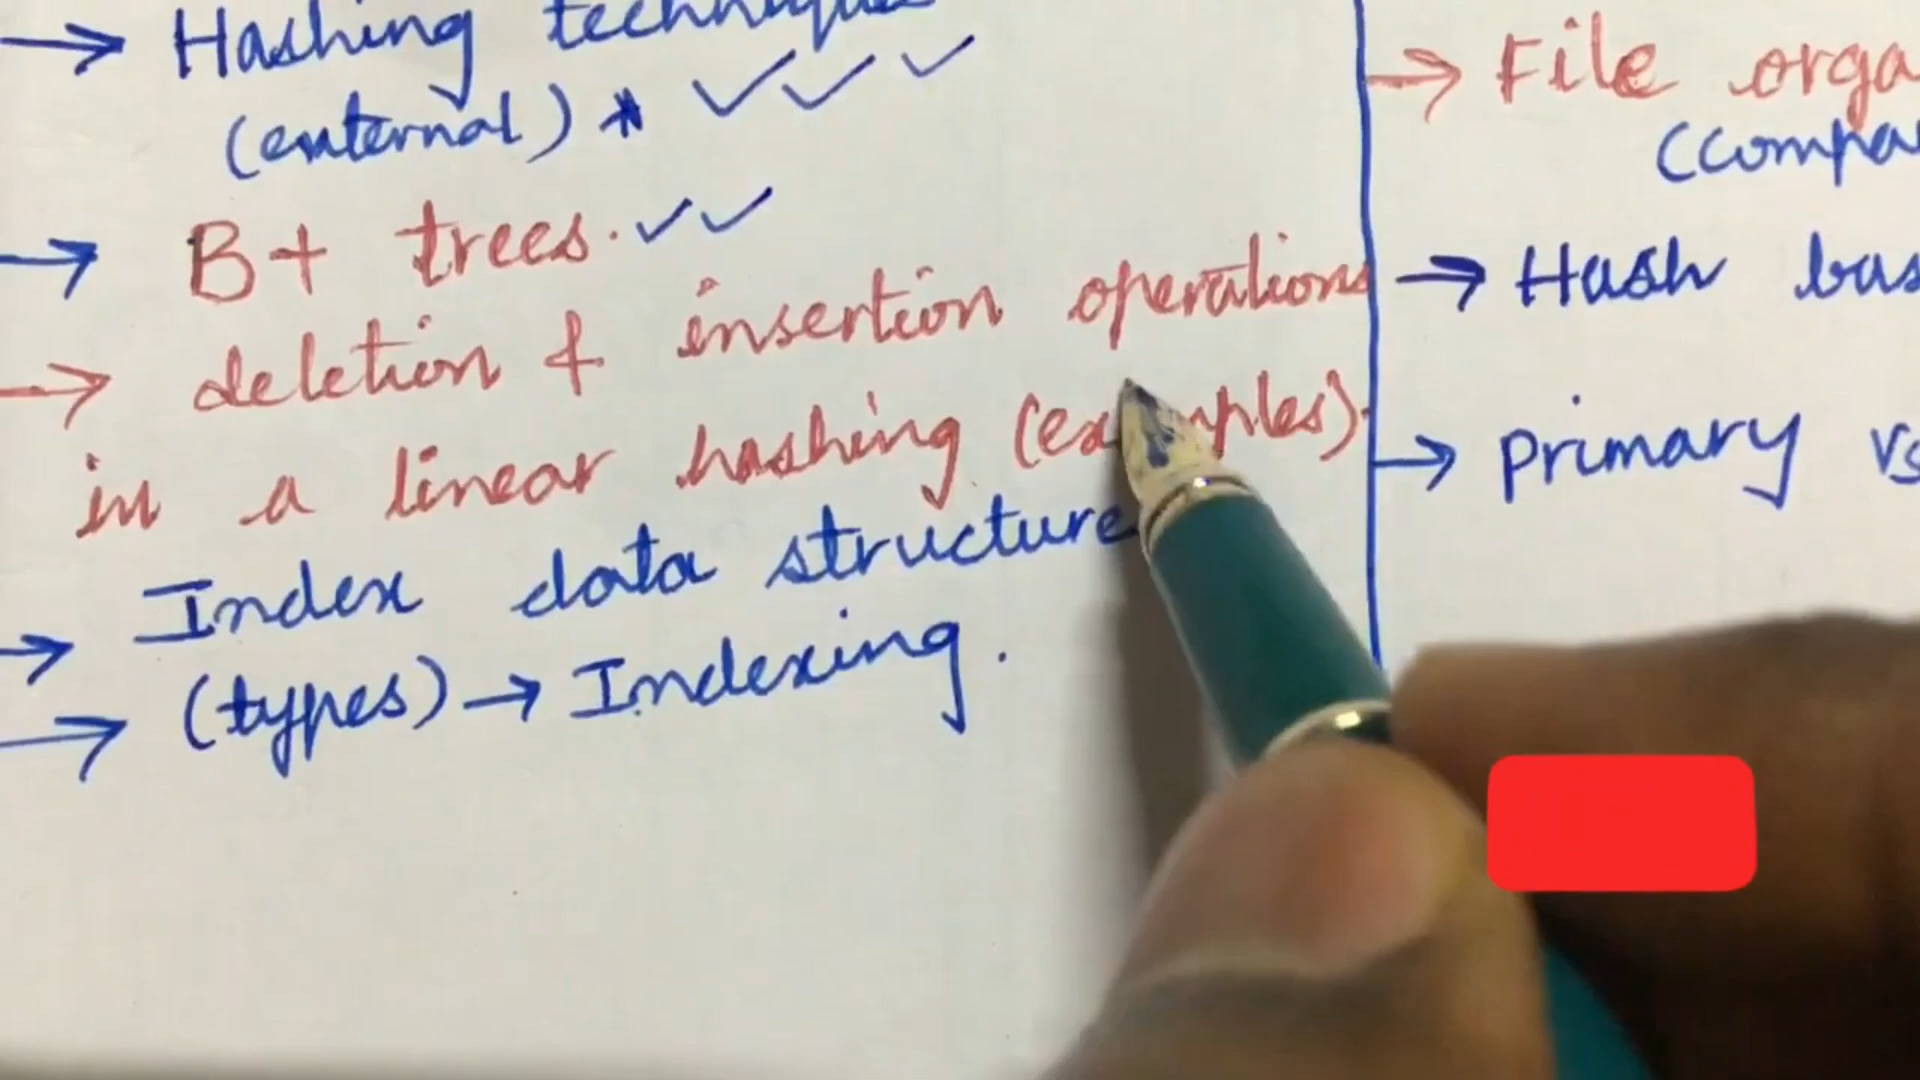 → Hashing techniques
(external) * ✓✓✓
→ B+ trees. ✓✓
→ deletion & insertion operations
in a linear hashing (examples).
→ Index data structure
→ (types) → Indexing.
→ File orga
(compa
→ Hash bas
→ primary vs